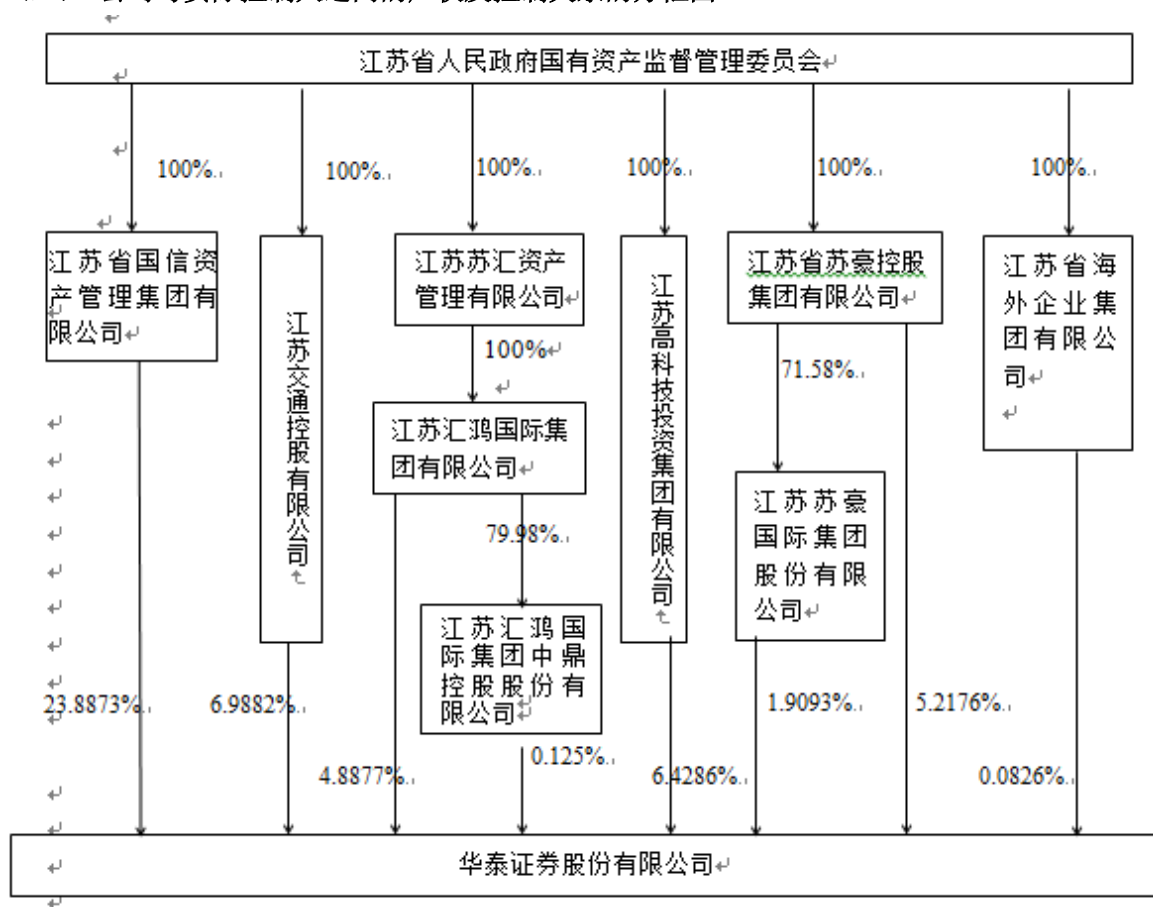 江苏省人民政府国有资产监督管理委员会
100%
100%
100%
100%
100%
100%
江苏省国信资
产管理集团有
限公司
江苏交通控股有限公司
江苏苏汇资产
管理有限公司
江苏高科技投资集团有限公司
江苏省苏豪控股
集团有限公司
江苏省海
外企业集
团有限公
司
100%
71.58%
江苏汇鸿国际集
团有限公司
江苏苏豪
国际集团
股份有限
公司
79.98%
江苏汇鸿国
际集团中鼎
控股股份有
限公司
23.8873%
6.9882%
4.8877%
0.125%
6.4286%
1.9093%
5.2176%
0.0826%
华泰证券股份有限公司